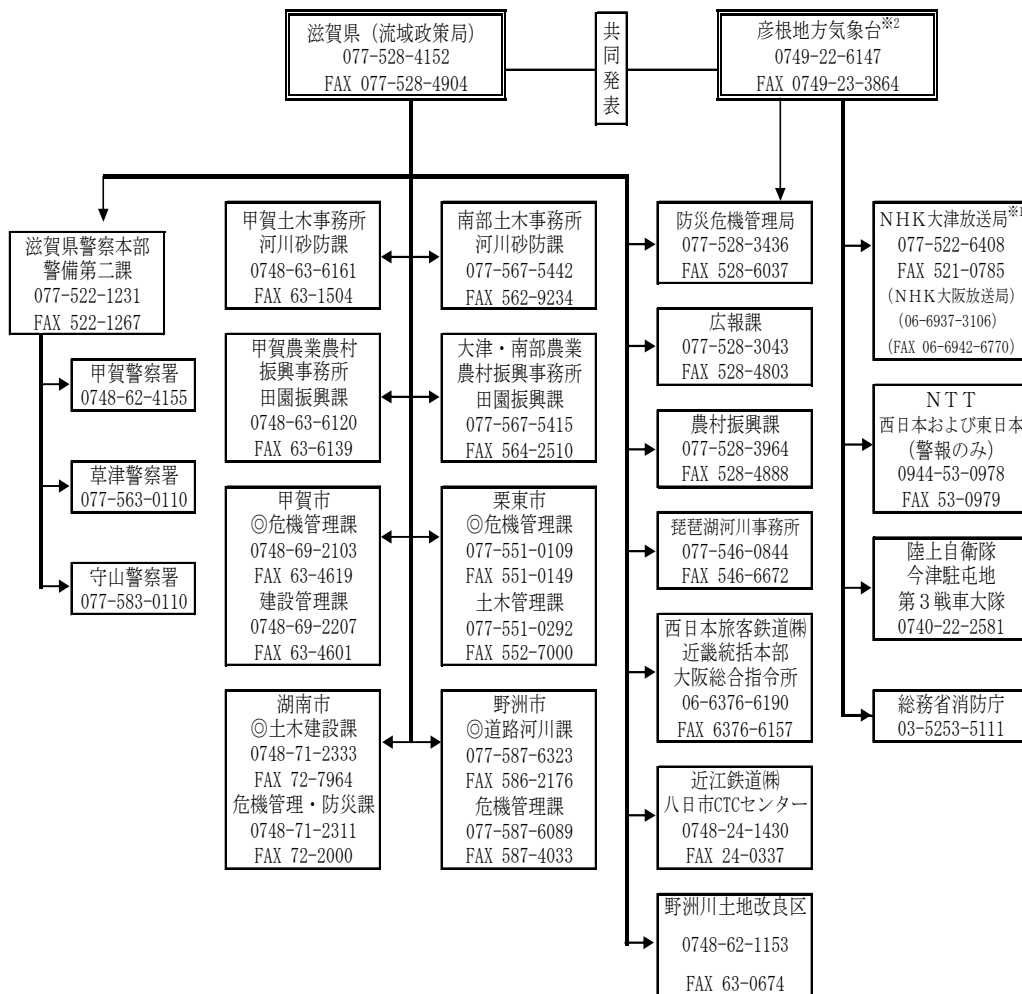 滋賀県（流域政策局）
077-528-4152
FAX 077-528-4904
共同発表
彦根地方気象台※2
0749-22-6147
FAX 0749-23-3864
滋賀県警察本部
警備第二課
077-522-1231
FAX 522-1267
甲賀警察署
0748-62-4155
草津警察署
077-563-0110
守山警察署
077-583-0110
甲賀土木事務所
河川砂防課
0748-63-6161
FAX 63-1504
甲賀農業農村
振興事務所
田園振興課
0748-63-6120
FAX 63-6139
甲賀市
◎危機管理課
0748-69-2103
FAX 63-4619
建設管理課
0748-69-2207
FAX 63-4601
湖南市
◎土木建設課
0748-71-2333
FAX 72-7964
危機管理・防災課
0748-71-2311
FAX 72-2000
南部土木事務所
河川砂防課
077-567-5442
FAX 562-9234
大津・南部農業
農村振興事務所
田園振興課
077-567-5415
FAX 564-2510
栗東市
◎危機管理課
077-551-0109
FAX 551-0149
土木管理課
077-551-0292
FAX 552-7000
野洲市
◎道路河川課
077-587-6323
FAX 586-2176
危機管理課
077-587-6089
FAX 587-4033
防災危機管理局
077-528-3436
FAX 528-6037
広報課
077-528-3043
FAX 528-4803
農村振興課
077-528-3964
FAX 528-4888
琵琶湖河川事務所
077-546-0844
FAX 546-6672
西日本旅客鉄道㈱
近畿統括本部
大阪総合指令所
06-6376-6190
FAX 6376-6157
近江鉄道㈱
八日市CTCセンター
0748-24-1430
FAX 24-0337
野洲川土地改良区
0748-62-1153
FAX 63-0674
NHK大津放送局※1
077-522-6408
FAX 521-0785
(NHK大阪放送局)
(06-6937-3106)
(FAX 06-6942-6770)
ＮＴＴ
西日本および東日本
(警報のみ)
0944-53-0978
FAX 53-0979
陸上自衛隊
今津駐屯地
第３戦車大隊
0740-22-2581
総務省消防庁
03-5253-5111